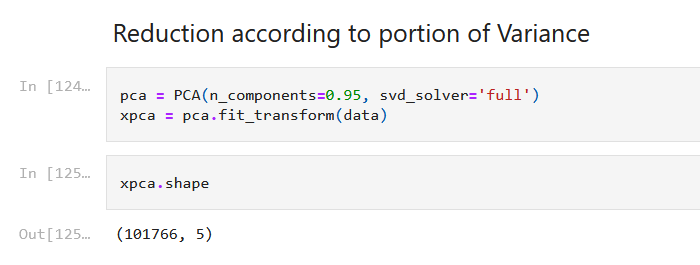 Reduction according to portion of Variance
In [124…
pca = PCA(n_components=0.95, svd_solver='full')
xpca = pca.fit_transform(data)
In [125…
xpca.shape
Out[125…
(101766, 5)